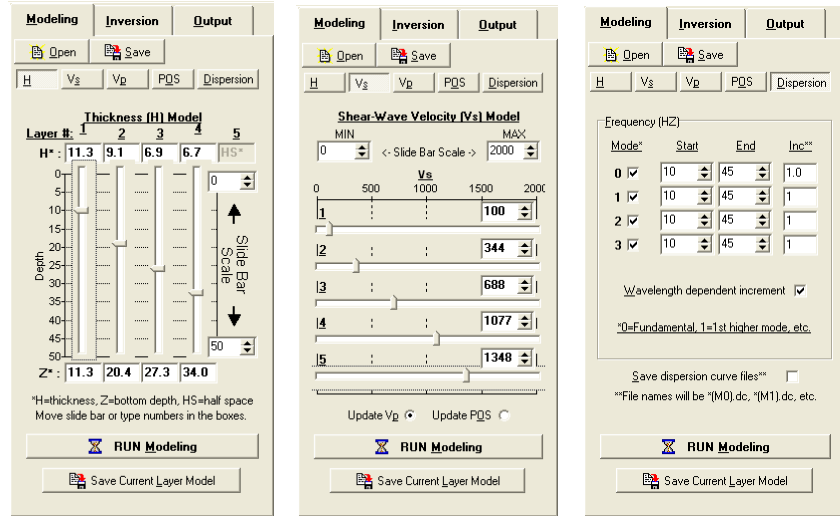 Modeling Inversion Output
Open Save
H Vs Vp POS Dispersion
Thickness (H) Model
Layer #: 1 2 3 4 5
H* : 11.3 9.1 6.9 6.7 HS*
0
5
10
15
20
25
30
35
40
45
50
Depth
0
Slide Bar
Scale
50
Z* : 11.3 20.4 27.3 34.0
*H=thickness, Z=bottom depth, HS=half space
Move slide bar or type numbers in the boxes.
RUN Modeling
Save Current Layer Model
Modeling Inversion Output
Open Save
H Vs Vp POS Dispersion
Shear-Wave Velocity (Vs) Model
MIN MAX
0 <- Slide Bar Scale -> 2000
Vs
0 500 1000 1500 2000
1 100
2 344
3 688
4 1077
5 1348
Update Vp Update POS
RUN Modeling
Save Current Layer Model
Modeling Inversion Output
Open Save
H Vs Vp POS Dispersion
Frequency (HZ)
Mode* Start End Inc**
0 10 45 1.0
1 10 45 1
2 10 45 1
3 10 45 1
Wavelength dependent increment
*0=Fundamental, 1=1st higher mode, etc.
Save dispersion curve files**
**File names will be *(M0).dc, *(M1).dc, etc.
RUN Modeling
Save Current Layer Model